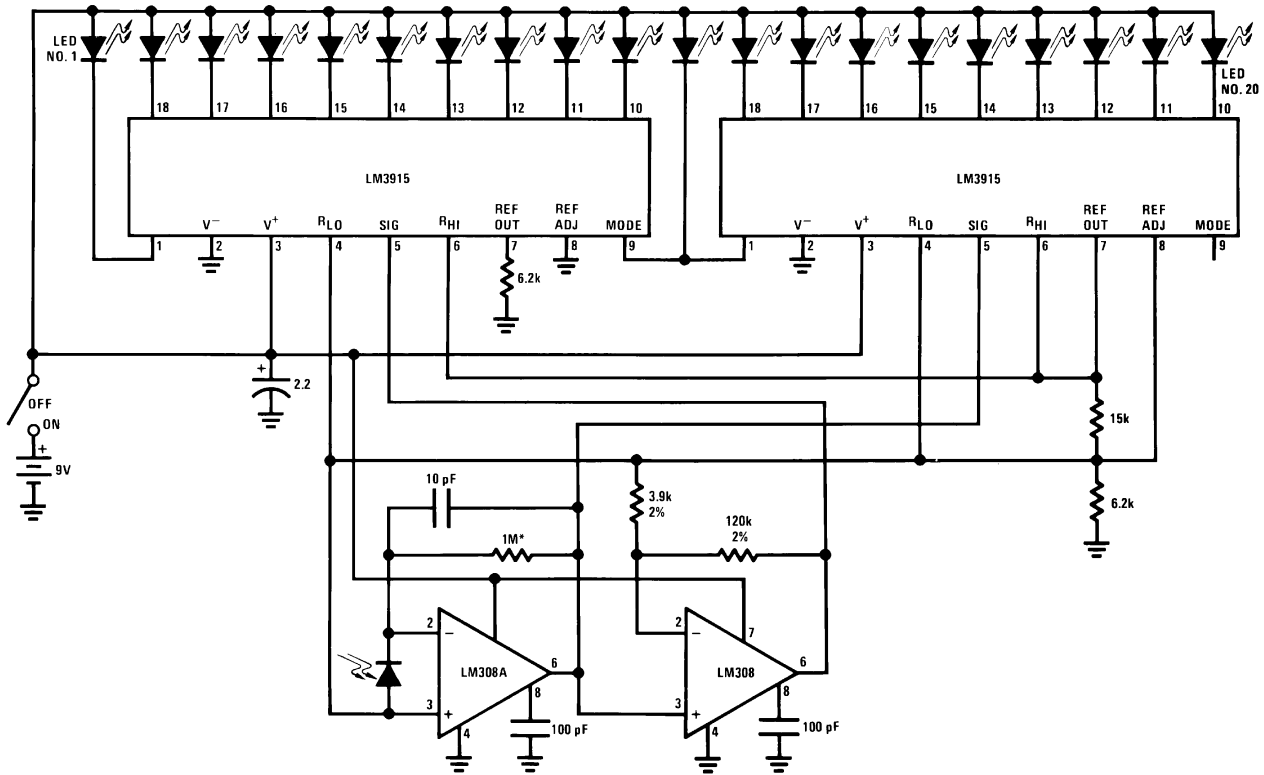 LED
NO. 1
LED
NO. 20
18 17 16 15 14 13 12 11 10
18 17 16 15 14 13 12 11 10
LM3915
LM3915
V− V+ RLO SIG RHI REF OUT REF ADJ MODE
V− V+ RLO SIG RHI REF OUT REF ADJ MODE
1 2 3 4 5 6 7 8 9
1 2 3 4 5 6 7 8 9
6.2k
+
2.2
OFF
ON
+
9V
15k
10 pF
3.9k
2%
120k
2%
6.2k
1M*
2
−
7
2
−
LM308A
6
LM308
6
3
+
8
3
+
8
4
100 pF
4
100 pF